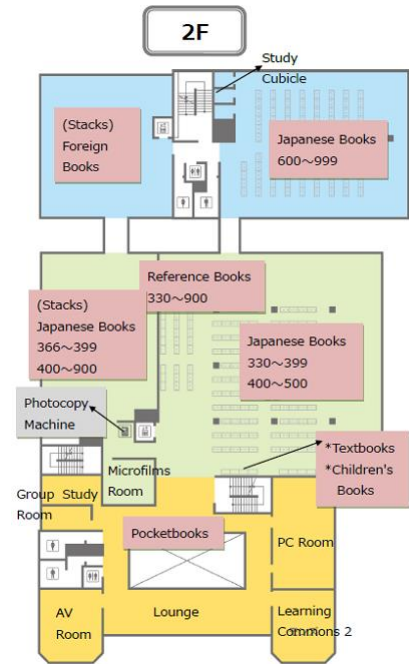 2F
Study
Cubicle
(Stacks)
Foreign
Books
Japanese Books
600～999
Reference Books
330～900
(Stacks)
Japanese Books
366～399
400～900
Japanese Books
330～399
400～500
Photocopy
Machine
*Textbooks
*Children's
Books
Microfilms
Room
Group Study
Room
Pocketbooks
PC Room
AV
Room
Lounge
Learning
Commons 2